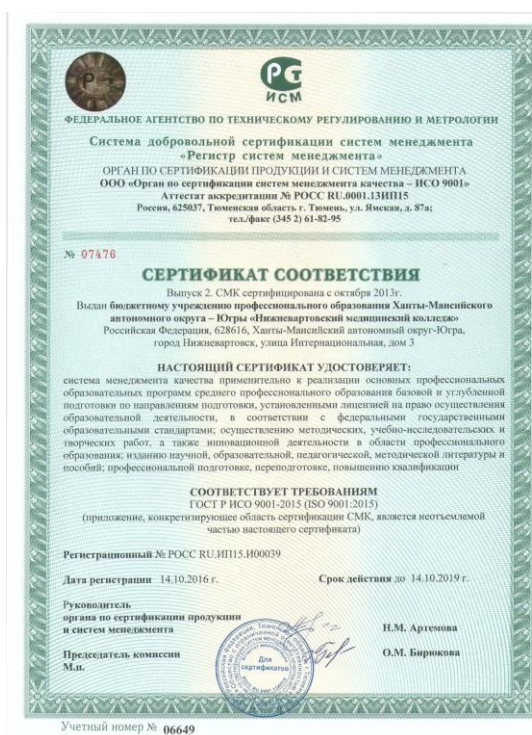 РСТ
ИСМ
ФЕДЕРАЛЬНОЕ АГЕНТСТВО ПО ТЕХНИЧЕСКОМУ РЕГУЛИРОВАНИЮ И МЕТРОЛОГИИ
Система добровольной сертификации систем менеджмента
«Регистр систем менеджмента»
ОРГАН ПО СЕРТИФИКАЦИИ ПРОДУКЦИИ И СИСТЕМ МЕНЕДЖМЕНТА
ООО «Орган по сертификации систем менеджмента качества – ИСО 9001»
Аттестат аккредитации № РОСС RU.0001.13ИП15
Россия, 625037, Тюменская область г. Тюмень, ул. Ямская, д. 87а;
тел./факс (345 2) 61-82-95
№ 07476
СЕРТИФИКАТ СООТВЕТСТВИЯ
Выпуск 2. СМК сертифицирована с октября 2013г.
Выдан бюджетному учреждению профессионального образования Ханты-Мансийского
автономного округа – Югры «Нижневартовский медицинский колледж»
Российская Федерация, 628616, Ханты-Мансийский автономный округ-Югра,
город Нижневартовск, улица Интернациональная, дом 3
НАСТОЯЩИЙ СЕРТИФИКАТ УДОСТОВЕРЯЕТ:
система менеджмента качества применительно к реализации основных профессиональных
образовательных программ среднего профессионального образования базовой и углубленной
подготовки по направлениям подготовки, установленными лицензией на право осуществления
образовательной деятельности, в соответствии с федеральными государственными
образовательными стандартами; осуществлению методических, учебно-исследовательских и
творческих работ, а также инновационной деятельности в области профессионального
образования; изданию научной, образовательной, педагогической, методической литературы и
пособий; профессиональной подготовке, переподготовке, повышению квалификации
СООТВЕТСТВУЕТ ТРЕБОВАНИЯМ
ГОСТ Р ИСО 9001-2015 (ISO 9001:2015)
(приложение, конкретизирующее область сертификации СМК, является неотъемлемой
частью настоящего сертификата)
Регистрационный № РОСС RU.ИП15.И00039
Дата регистрации 14.10.2016 г. Срок действия до 14.10.2019 г.
Руководитель
органа по сертификации продукции
и систем менеджмента Н.М. Артемова
Председатель комиссии О.М. Бирюкова
М.п.
Для
сертификатов
Учетный номер № 06649